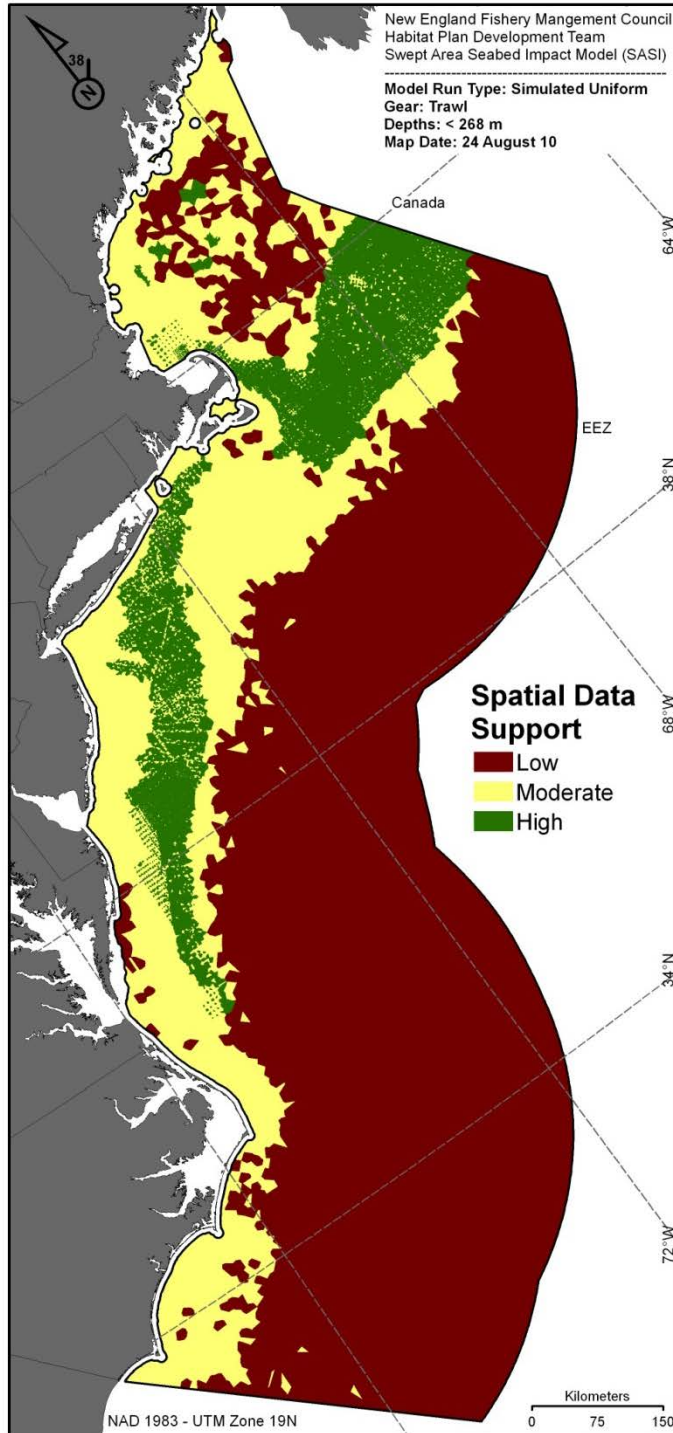 New England Fishery Mangement Council
Habitat Plan Development Team
Swept Area Seabed Impact Model (SASI)
Model Run Type: Simulated Uniform
Gear: Trawl
Depths: < 268 m
Map Date: 24 August 10
38
N
Canada
64°W
EEZ
38°N
68°W
Spatial Data
Support
Low
Moderate
High
34°N
72°W
NAD 1983 - UTM Zone 19N
Kilometers
0 75 150